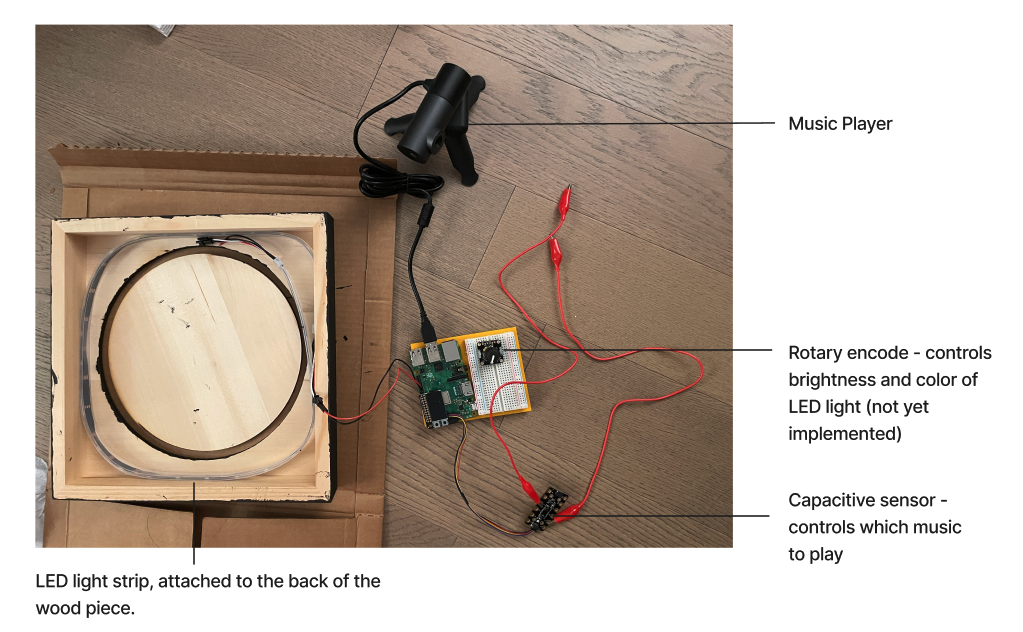 Music Player
Rotary encode - controls
brightness and color of
LED light (not yet
implemented)
Capacitive sensor -
controls which music
to play
LED light strip, attached to the back of the
wood piece.